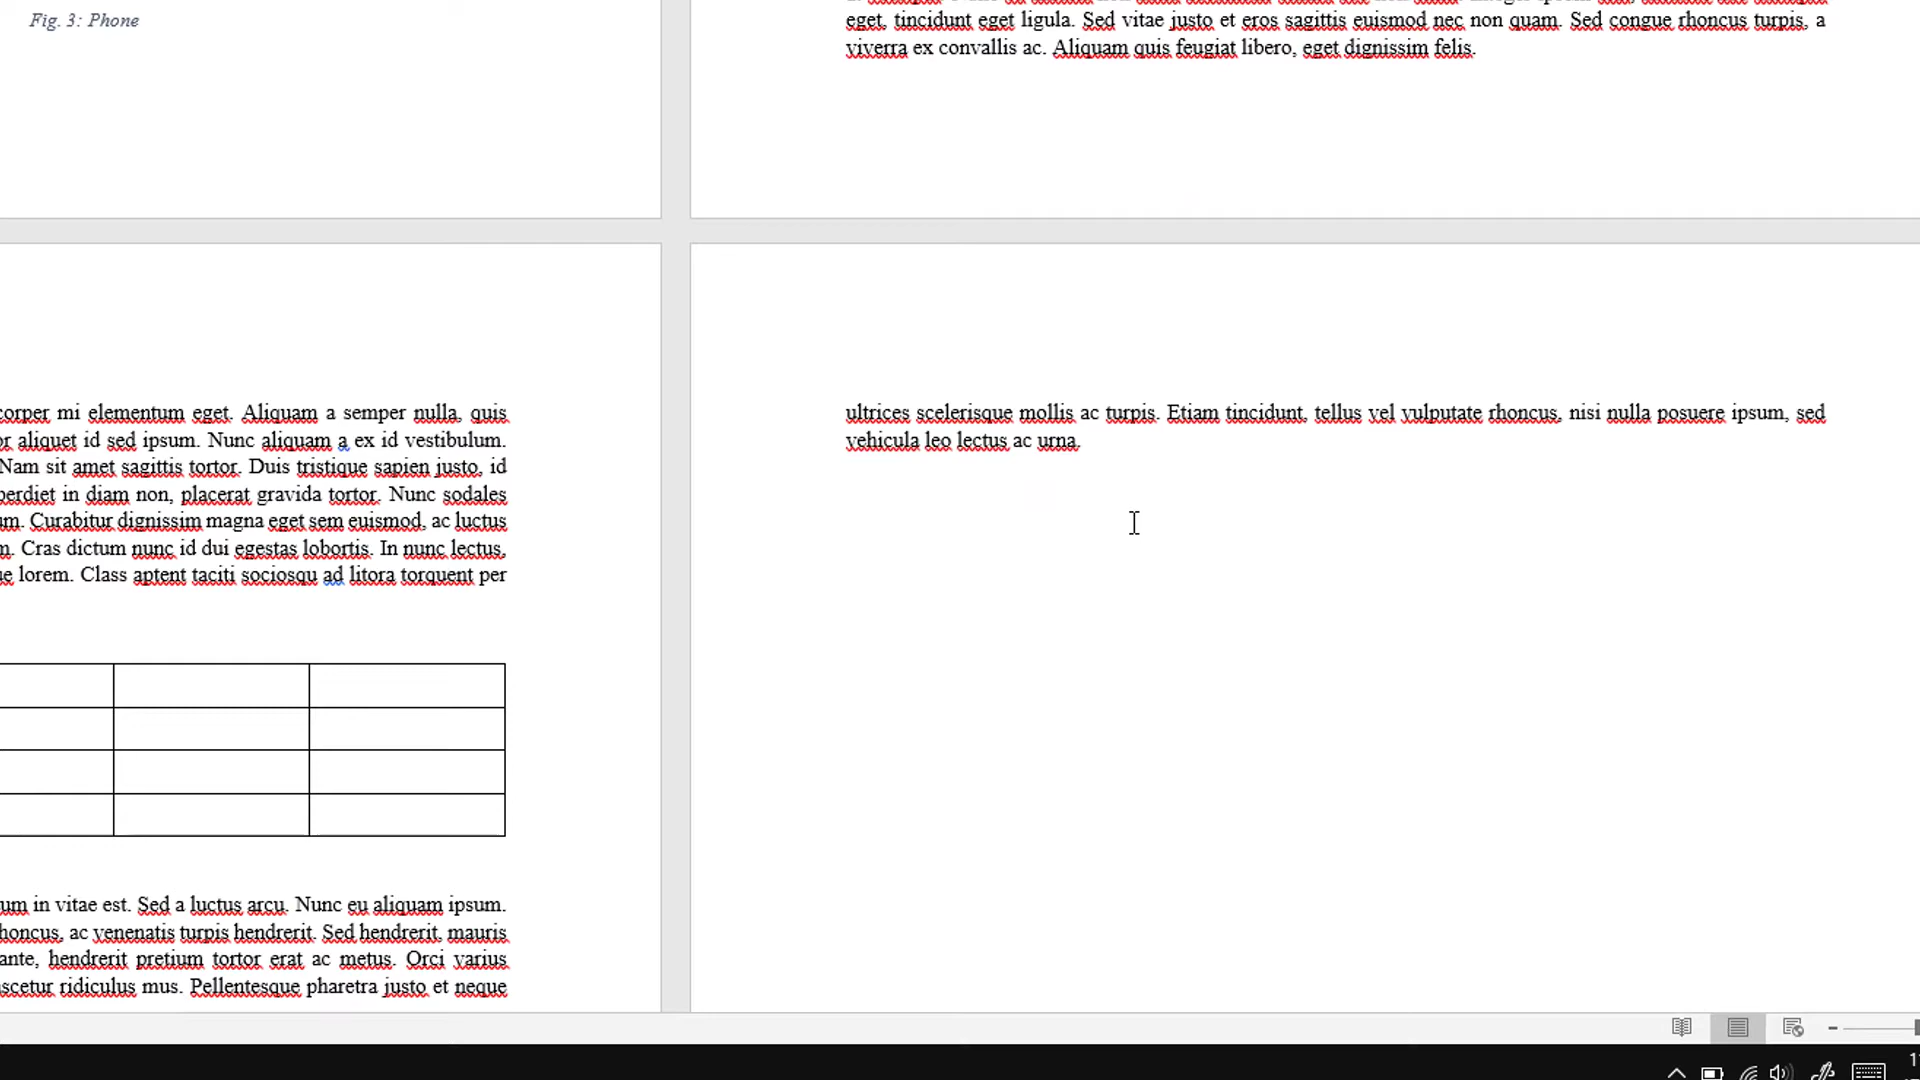 Fig. 3: Phone
eget, tincidunt eget ligula. Sed vitae justo et eros sagittis euismod nec non quam. Sed congue rhoncus turpis, a
viverra ex convallis ac. Aliquam quis feugiat libero, eget dignissim felis.
corper mi elementum eget. Aliquam a semper nulla, quis
or aliquet id sed ipsum. Nunc aliquam a ex id vestibulum.
Nam sit amet sagittis tortor. Duis tristique sapien justo, id
perdiet in diam non, placerat gravida tortor. Nunc sodales
um. Curabitur dignissim magna eget sem euismod, ac luctus
m. Cras dictum nunc id dui egestas lobortis. In nunc lectus,
ue lorem. Class aptent taciti sociosqu ad litora torquent per
um in vitae est. Sed a luctus arcu. Nunc eu aliquam ipsum.
honcus, ac venenatis turpis hendrerit. Sed hendrerit, mauris
ante, hendrerit pretium tortor erat ac metus. Orci varius
scetur ridiculus mus. Pellentesque pharetra justo et neque
ultrices scelerisque mollis ac turpis. Etiam tincidunt, tellus vel vulputate rhoncus, nisi nulla posuere ipsum, sed
vehicula leo lectus ac urna.